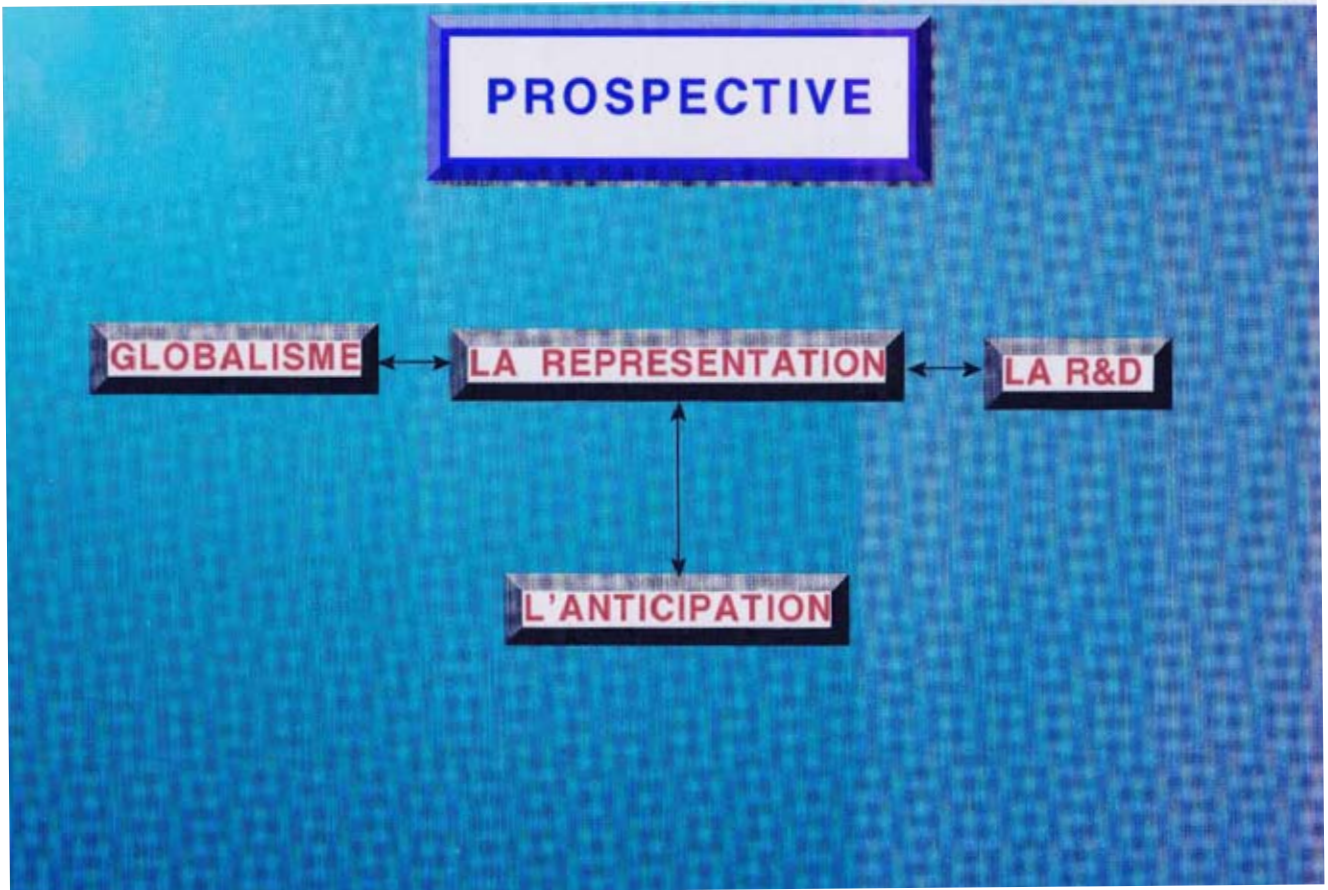 PROSPECTIVE
GLOBALISME
LA REPRESENTATION
LA R&D
L'ANTICIPATION